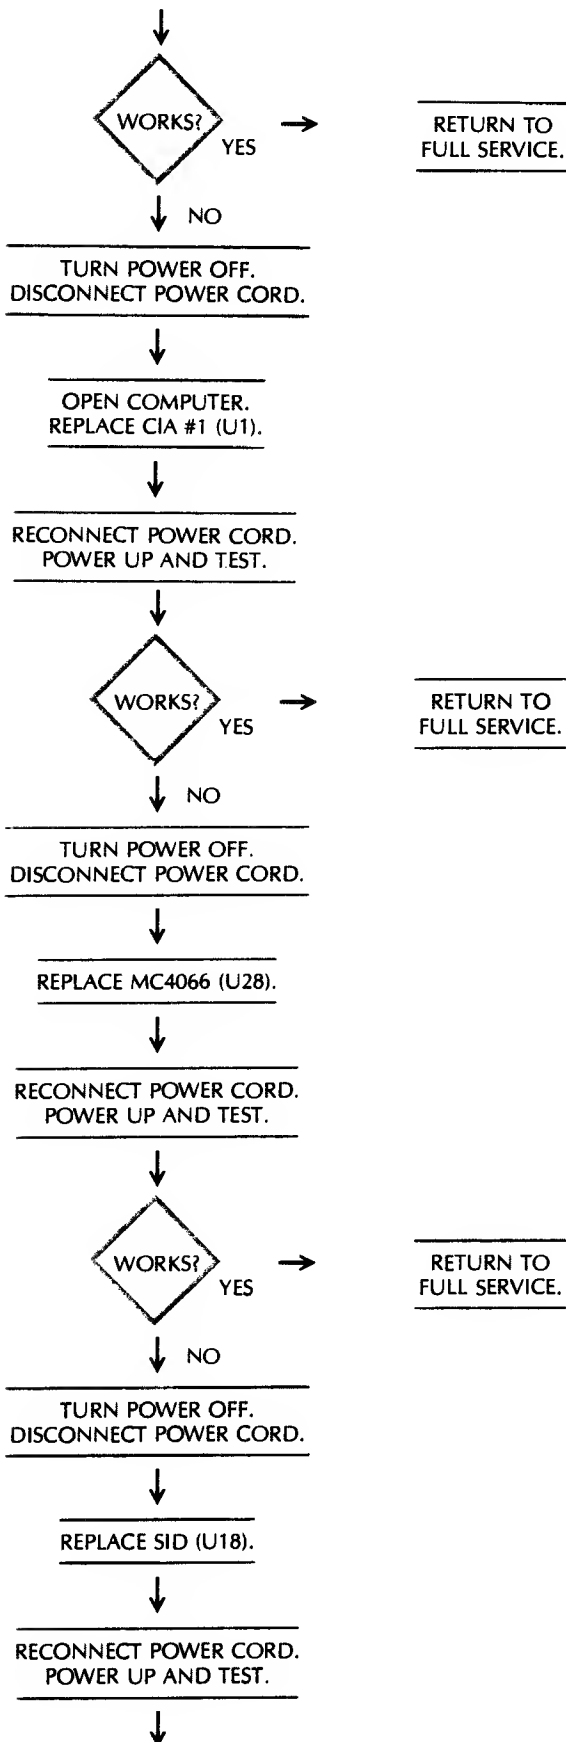 WORKS?
YES
RETURN TO
FULL SERVICE.
NO
TURN POWER OFF.
DISCONNECT POWER CORD.
OPEN COMPUTER.
REPLACE CIA #1 (U1).
RECONNECT POWER CORD.
POWER UP AND TEST.
WORKS?
YES
RETURN TO
FULL SERVICE.
NO
TURN POWER OFF.
DISCONNECT POWER CORD.
REPLACE MC4066 (U28).
RECONNECT POWER CORD.
POWER UP AND TEST.
WORKS?
YES
RETURN TO
FULL SERVICE.
NO
TURN POWER OFF.
DISCONNECT POWER CORD.
REPLACE SID (U18).
RECONNECT POWER CORD.
POWER UP AND TEST.